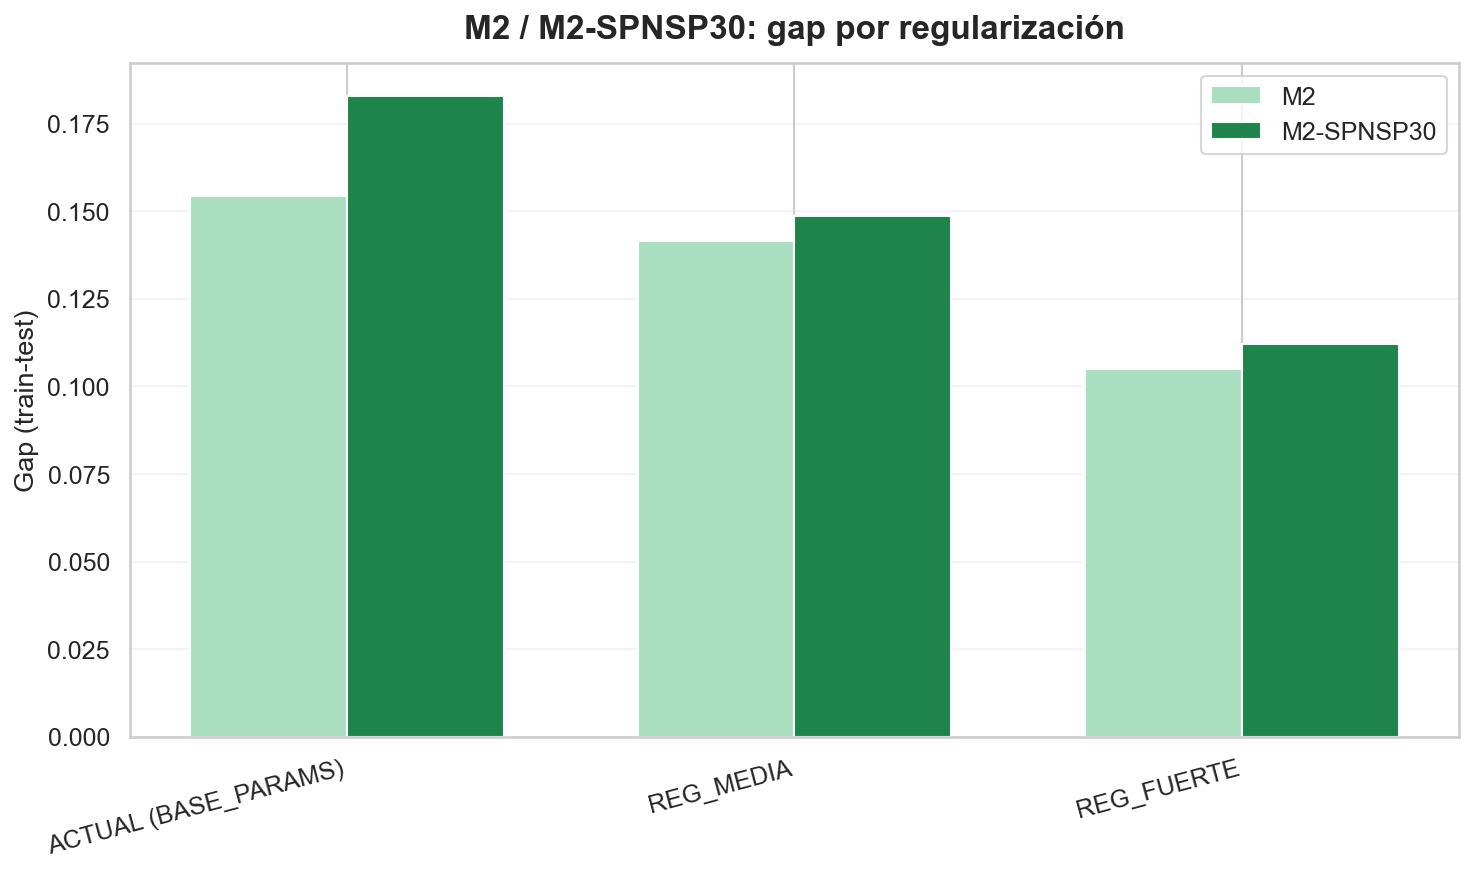 M2 / M2-SPNSP30: gap por regularización
M2
M2-SPNSP30
Gap (train-test)
0.175
0.150
0.125
0.100
0.075
0.050
0.025
0.000
ACTUAL (BASE_PARAMS)
REG_MEDIA
REG_FUERTE